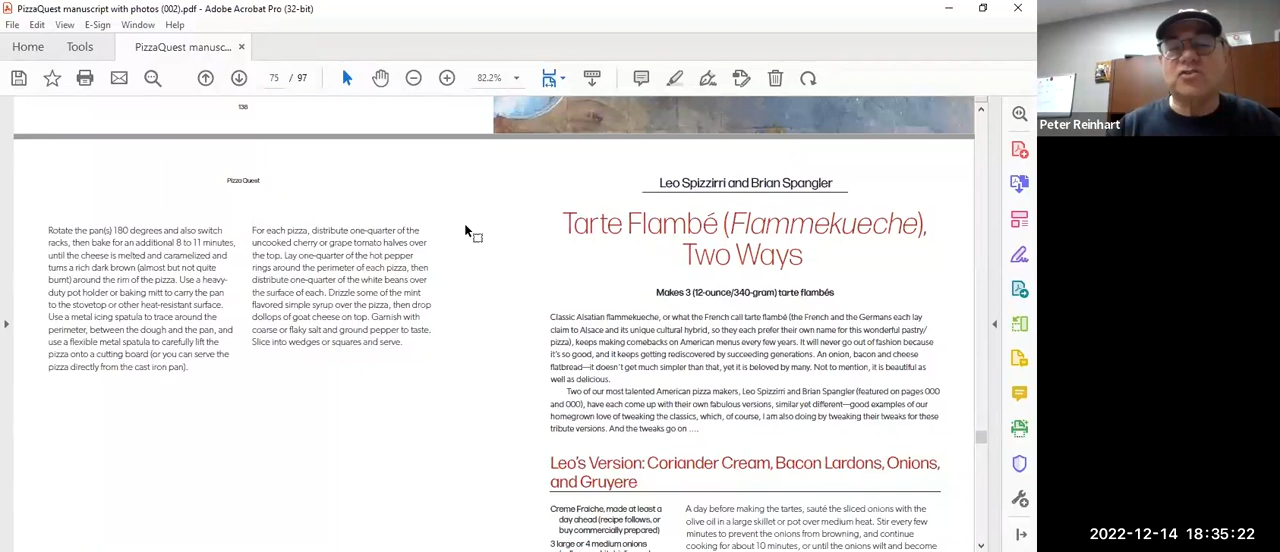 PizzaQuest manuscript with photos (002).pdf - Adobe Acrobat Pro (32-bit)
File Edit View E-Sign Window Help
Home Tools PizzaQuest manusc... ×
75 / 97 82.2%
138
Pizza Quest
Rotate the pan(s) 180 degrees and also switch
racks, then bake for an additional 8 to 11 minutes,
until the cheese is melted and caramelized and
turns a rich dark brown (almost but not quite
burnt) around the rim of the pizza. Use a heavy-
duty pot holder or baking mitt to carry the pan
to the stovetop or other heat-resistant surface.
Use a metal icing spatula to trace around the
perimeter, between the dough and the pan, and
use a flexible metal spatula to carefully lift the
pizza onto a cutting board (or you can serve the
pizza directly from the cast iron pan).
For each pizza, distribute one-quarter of the
uncooked cherry or grape tomato halves over
the top. Lay one-quarter of the hot pepper
rings around the perimeter of each pizza, then
distribute one-quarter of the white beans over
the surface of each. Drizzle some of the mint
flavored simple syrup over the pizza, then drop
dollops of goat cheese on top. Garnish with
coarse or flaky salt and ground pepper to taste.
Slice into wedges or squares and serve.
Leo Spizzirri and Brian Spangler
Tarte Flambé (Flammekueche),
Two Ways
Makes 3 (12-ounce/340-gram) tarte flambés
Classic Alsatian flammekueche, or what the French call tarte flambé (the French and the Germans each lay
claim to Alsace and its unique cultural hybrid, so they each prefer their own name for this wonderful pastry/
pizza), keeps making comebacks on American menus every few years. It will never go out of fashion because
it's so good, and it keeps getting rediscovered by succeeding generations. An onion, bacon and cheese
flatbread—it doesn't get much simpler than that, yet it is beloved by many. Not to mention, it is beautiful as
well as delicious.
Two of our most talented American pizza makers, Leo Spizzirri and Brian Spangler (featured on pages 000
and 000), have each come up with their own fabulous versions, similar yet different—good examples of our
homegrown love of tweaking the classics, which, of course, I am also doing by tweaking their tweaks for these
tribute versions. And the tweaks go on ....
Leo's Version: Coriander Cream, Bacon Lardons, Onions,
and Gruyere
Creme Fraiche, made at least a
day ahead (recipe follows, or
buy commercially prepared)
3 large or 4 medium onions
A day before making the tartes, sauté the sliced onions with the
olive oil in a large skillet or pot over medium heat. Stir every few
minutes to prevent the onions from browning, and continue
cooking for about 10 minutes, or until the onions wilt and become
Peter Reinhart
2022-12-14 18:35:22